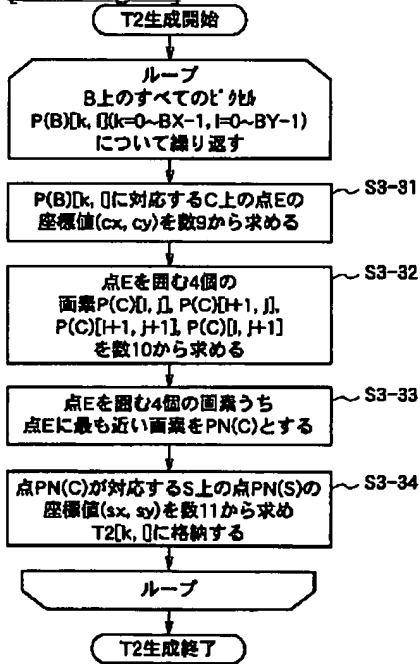 T2生成開始
ループ
B上のすべてのピクセル
P(B)[k, l](k=0~BX-1, l=0~BY-1)
について繰り返す
P(B)[k, l]に対応するC上の点Eの
座標値(cx, cy)を数9から求める
S3-31
点Eを囲む4個の
画素P(C)[i, j], P(C)[i+1, j],
P(C)[i+1, j+1], P(C)[i, j+1]
を数10から求める
S3-32
点Eを囲む4個の画素うち
点Eに最も近い画素をPN(C)とする
S3-33
点PN(C)が対応するS上の点PN(S)の
座標値(sx, sy)を数11から求め
T2[k, l]に格納する
S3-34
ループ
T2生成終了